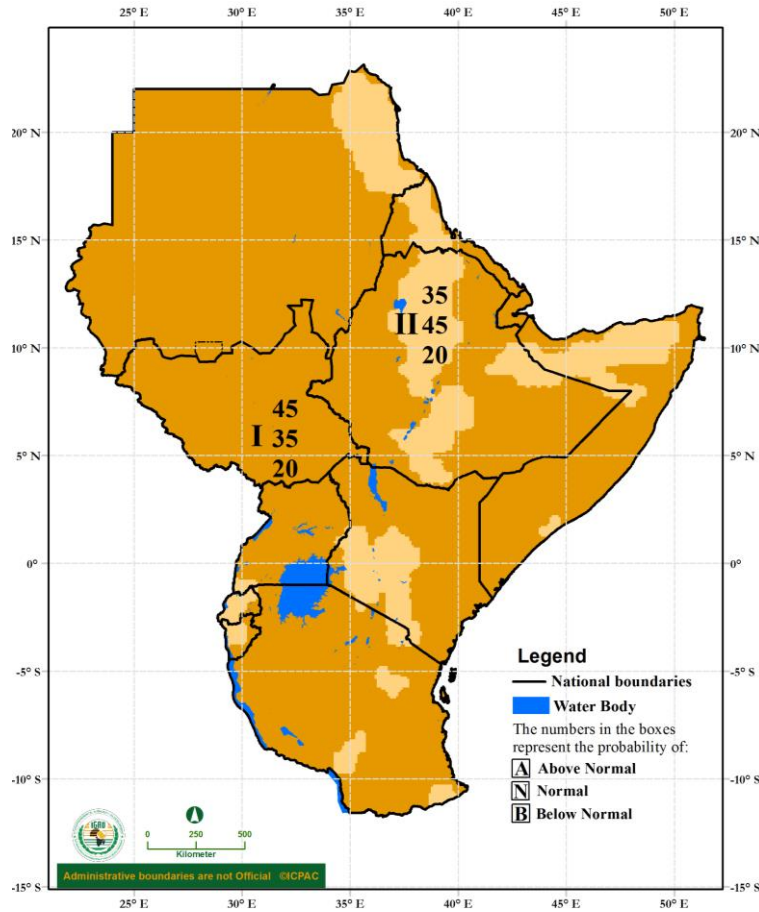 25° E 30° E 35° E 40° E 45° E 50° E
20° N 20° N
15° N 15° N
10° N 10° N
5° N 5° N
0° 0°
-5° S -5° S
-10° S -10° S
-15° S -15° S
35
II 45
20
45
I 35
20
Legend
National boundaries
Water Body
The numbers in the boxes
represent the probability of:
A Above Normal
N Normal
B Below Normal
IGAD
0 250 500
Kilometer
Administrative boundaries are not Official ©ICPAC
25° E 30° E 35° E 40° E 45° E 50° E